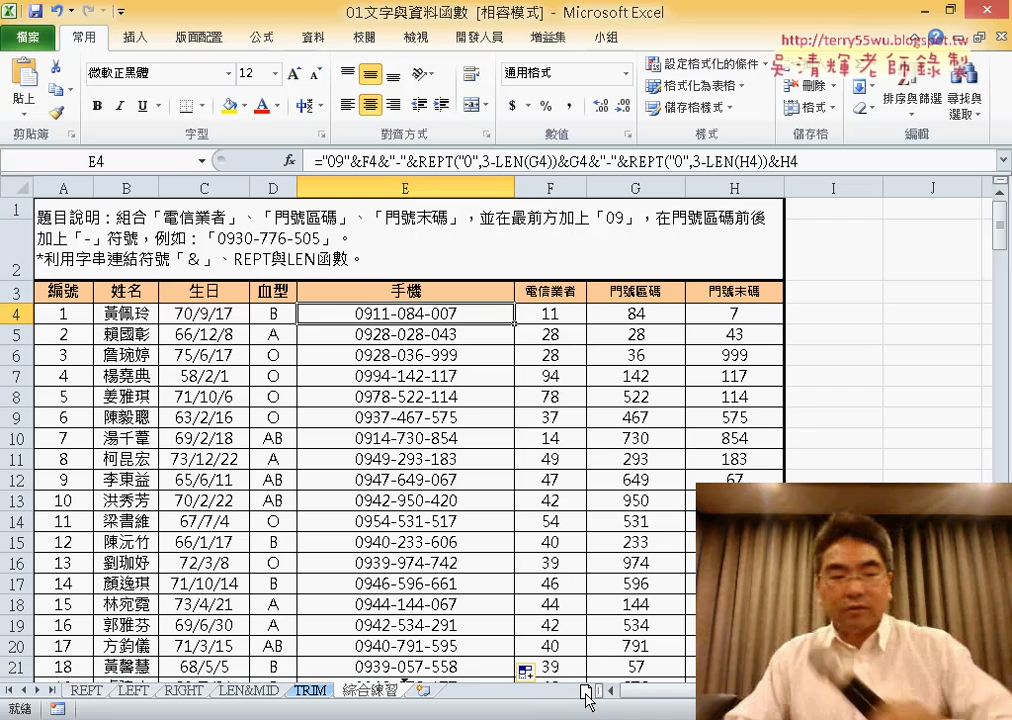 01文字與資料函數 [相容模式] - Microsoft Excel
檔案 常用 插入 版面配置 公式 資料 校閱 檢視 開發人員 增益集 小組
http://terry55wu.blogspot.tw
吳清輝老師錄製
貼上 微軟正黑體 12 通用格式 設定格式化的條件 刪除 排序與篩選 尋找與選取
B I U $ % , 格式化為表格 格式 儲存格樣式
剪貼簿 字型 對齊方式 數值 樣式 儲存格 編輯
E4 fx ="09"&F4&"-"&REPT("0",3-LEN(G4))&G4&"-"&REPT("0",3-LEN(H4))&H4
A B C D E F G H I J
1 題目說明：組合「電信業者」、「門號區碼」、「門號末碼」，並在最前方加上「09」，在門號區碼前後
加上「-」符號，例如：「0930-776-505」。
2 *利用字串連結符號「&」、REPT與LEN函數。
3 編號 姓名 生日 血型 手機 電信業者 門號區碼 門號末碼
4 1 黃佩玲 70/9/17 B 0911-084-007 11 84 7
5 2 賴國彰 66/12/8 A 0928-028-043 28 28 43
6 3 詹琬婷 75/6/17 O 0928-036-999 28 36 999
7 4 楊堯典 58/2/1 O 0994-142-117 94 142 117
8 5 姜雅琪 71/10/6 O 0978-522-114 78 522 114
9 6 陳毅聰 63/2/16 O 0937-467-575 37 467 575
10 7 湯千葦 69/2/18 AB 0914-730-854 14 730 854
11 8 柯昆宏 73/12/22 A 0949-293-183 49 293 183
12 9 李東益 65/6/11 AB 0947-649-067 47 649 67
13 10 洪秀芳 70/2/22 AB 0942-950-420 42 950
14 11 梁書維 67/7/4 O 0954-531-517 54 531
15 12 陳沅竹 66/1/17 B 0940-233-606 40 233
16 13 劉珈妤 72/3/8 O 0939-974-742 39 974
17 14 顏逸琪 71/10/14 B 0946-596-661 46 596
18 15 林宛霓 73/4/21 A 0944-144-067 44 144
19 16 郭雅芬 69/6/30 A 0942-534-291 42 534
20 17 方鈞儀 71/3/15 AB 0940-791-595 40 791
21 18 黃馨慧 68/5/5 B 0939-057-558 39 57
REPT LEFT RIGHT LEN&MID TRIM 綜合練習
就緒